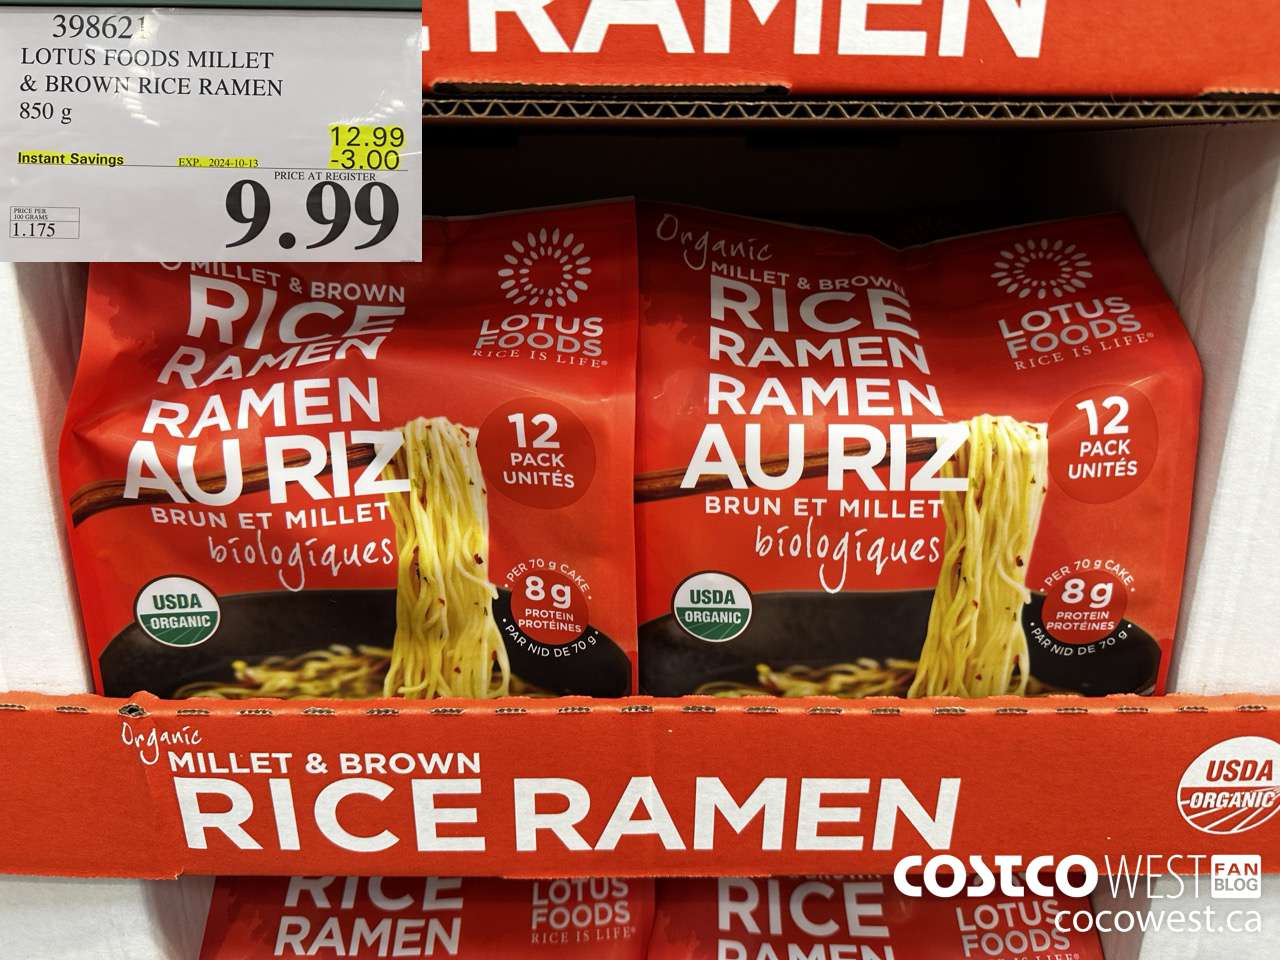 398621
LOTUS FOODS MILLET
& BROWN RICE RAMEN
850 g
12.99
Instant Savings EXP. 2024-10-13 -3.00
PRICE AT REGISTER
9.99
PRICE PER
100 GRAMS
1.175
RAMEN
MILLET & BROWN
RICE
RAMEN
RAMEN
AU RIZ
BRUN ET MILLET
biologiques
LOTUS
FOODS
RICE IS LIFE®
12
PACK
UNITÉS
USDA
ORGANIC
PER 70 g CAKE
8g
PROTEIN
PROTÉINES
PAR NID DE 70 g
Organic
MILLET & BROWN
RICE
RAMEN
RAMEN
AU RIZ
BRUN ET MILLET
biologiques
LOTUS
FOODS
RICE IS LIFE®
12
PACK
UNITÉS
USDA
ORGANIC
PER 70 g CAKE
8g
PROTEIN
PROTÉINES
PAR NID DE 70 g
Organic
MILLET & BROWN
RICE RAMEN
USDA
ORGANIC
RICE
RAMEN
LOTUS
FOODS
RICE IS LIFE®
RICE
RAMEN
LOTUS
FOODS
RICE IS LIFE®
COSTCO WEST FAN
BLOG
cocowest.ca